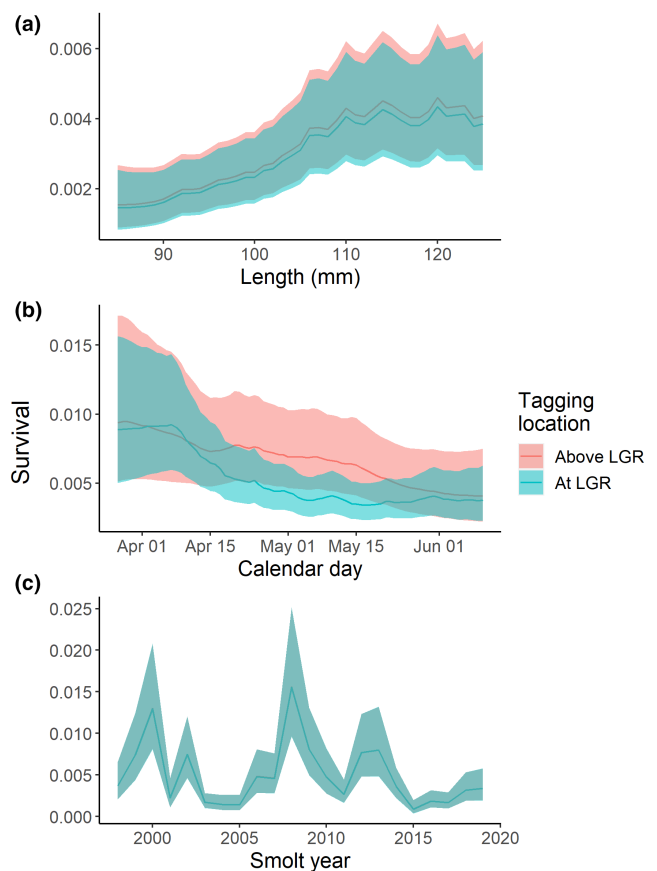 (a)
0.006
0.004
0.002
90 100 110 120
Length (mm)
(b)
0.015
0.010
0.005
Survival
Apr 01 Apr 15 May 01 May 15 Jun 01
Calendar day
Tagging
location
Above LGR
At LGR
(c)
0.025
0.020
0.015
0.010
0.005
0.000
2000 2005 2010 2015 2020
Smolt year